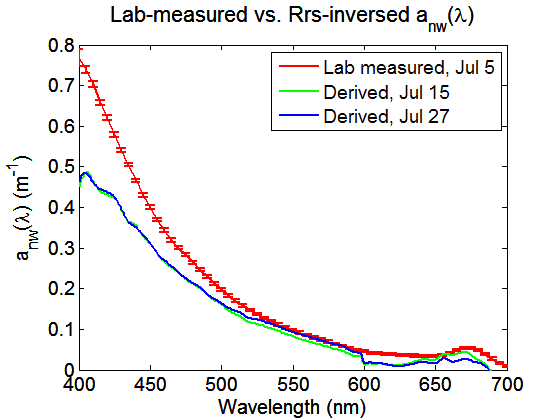 Lab-measured vs. Rrs-inversed a_nw(λ)
Lab measured, Jul 5
Derived, Jul 15
Derived, Jul 27
a_nw(λ) (m^-1)
0.8
0.7
0.6
0.5
0.4
0.3
0.2
0.1
0
400 450 500 550 600 650 700
Wavelength (nm)